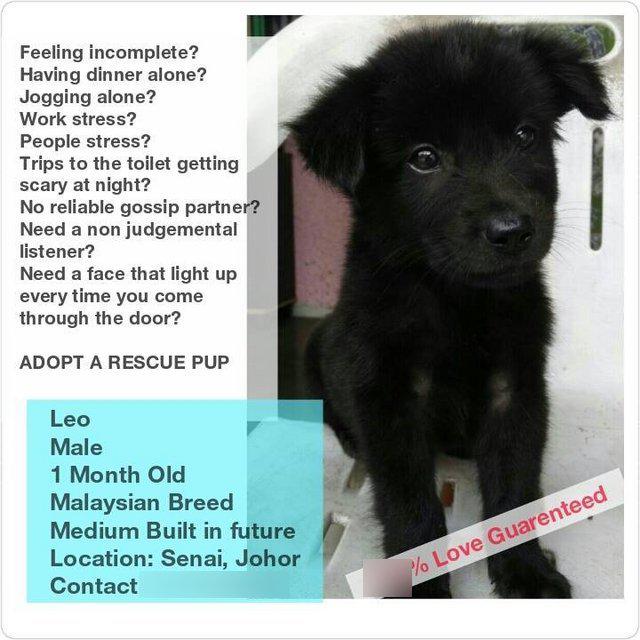 Feeling incomplete?
Having dinner alone?
Jogging alone?
Work stress?
People stress?
Trips to the toilet getting
scary at night?
No reliable gossip partner?
Need a non judgemental
listener?
Need a face that light up
every time you come
through the door?
ADOPT A RESCUE PUP
Leo
Male
1 Month Old
Malaysian Breed
Medium Built in future
Location: Senai, Johor
Contact
% Love Guarenteed